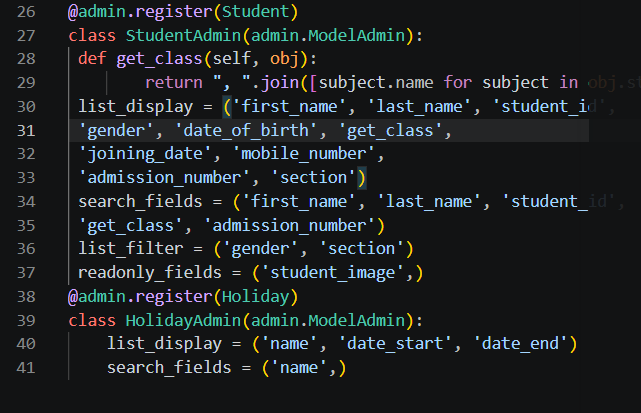 26 @admin.register(Student)
27 class StudentAdmin(admin.ModelAdmin):
28 def get_class(self, obj):
29 return ", ".join([subject.name for subject in obj.st
30 list_display = ('first_name', 'last_name', 'student_id',
31 'gender', 'date_of_birth', 'get_class',
32 'joining_date', 'mobile_number',
33 'admission_number', 'section')
34 search_fields = ('first_name', 'last_name', 'student_id',
35 'get_class', 'admission_number')
36 list_filter = ('gender', 'section')
37 readonly_fields = ('student_image',)
38 @admin.register(Holiday)
39 class HolidayAdmin(admin.ModelAdmin):
40 list_display = ('name', 'date_start', 'date_end')
41 search_fields = ('name',)